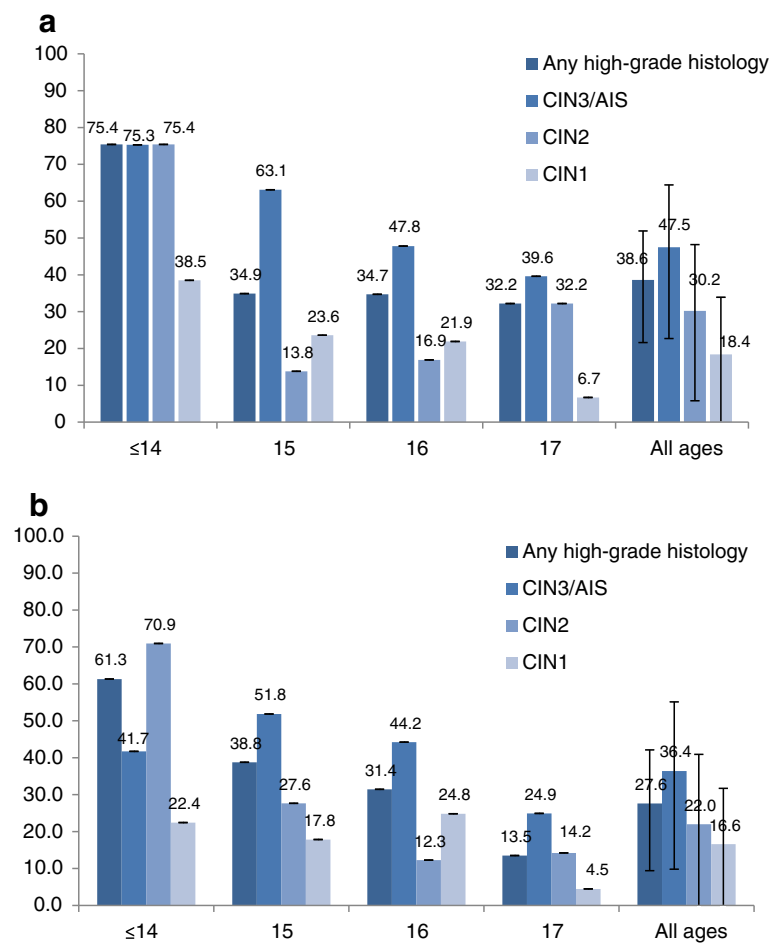 a
100
90
80
70
60
50
40
30
20
10
0
Any high-grade histology
CIN3/AIS
CIN2
CIN1
75.4 75.3 75.4 38.5
34.9 63.1 13.8 23.6
34.7 47.8 16.9 21.9
32.2 39.6 32.2 6.7
38.6 47.5 30.2 18.4
≤14 15 16 17 All ages
b
100.0
90.0
80.0
70.0
60.0
50.0
40.0
30.0
20.0
10.0
0.0
Any high-grade histology
CIN3/AIS
CIN2
CIN1
61.3 41.7 70.9 22.4
38.8 51.8 27.6 17.8
31.4 44.2 12.3 24.8
13.5 24.9 14.2 4.5
27.6 36.4 22.0 16.6
≤14 15 16 17 All ages